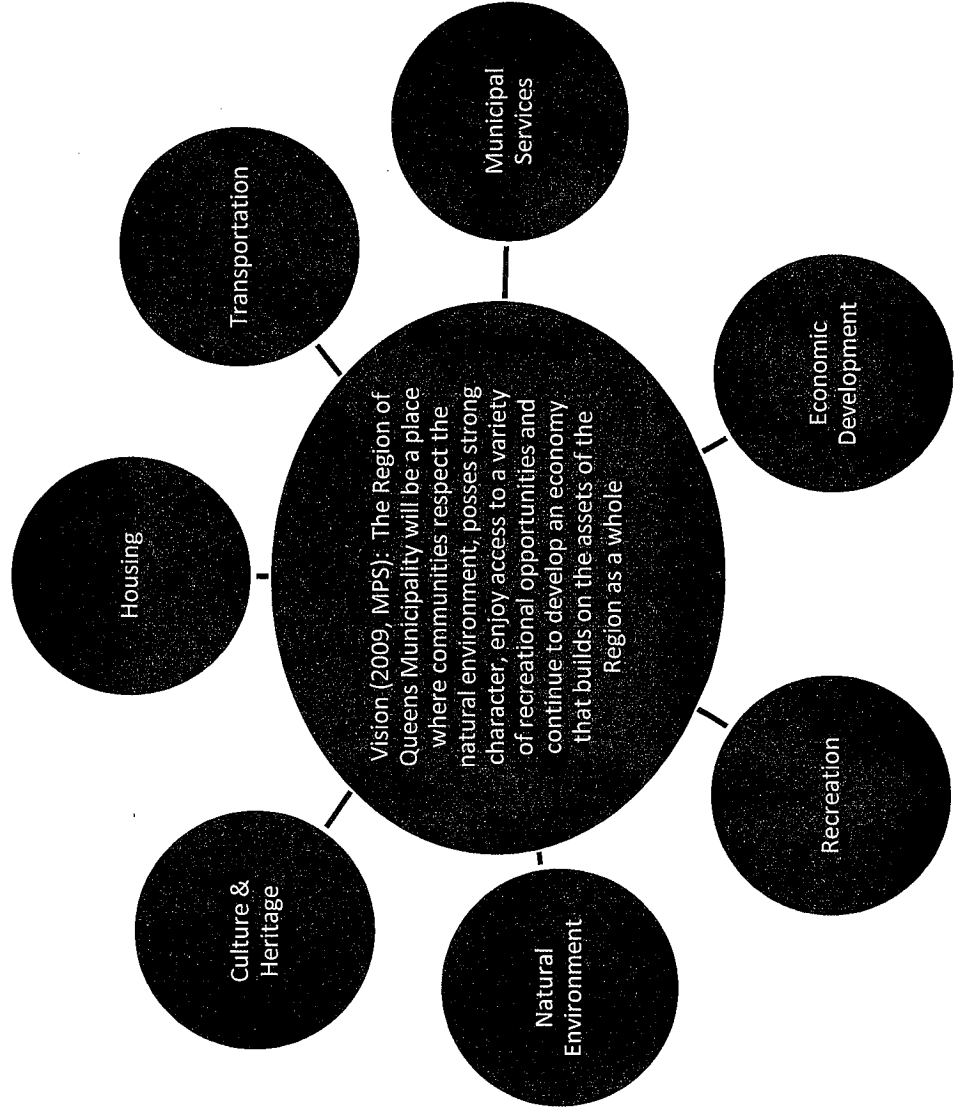 Housing
Transportation
Municipal
Services
Economic
Development
Recreation
Natural
Environment
Culture &
Heritage
Vision (2009, MPS): The Region of
Queens Municipality will be a place
where communities respect the
natural environment, posses strong
character, enjoy access to a variety
of recreational opportunities and
continue to develop an economy
that builds on the assets of the
Region as a whole